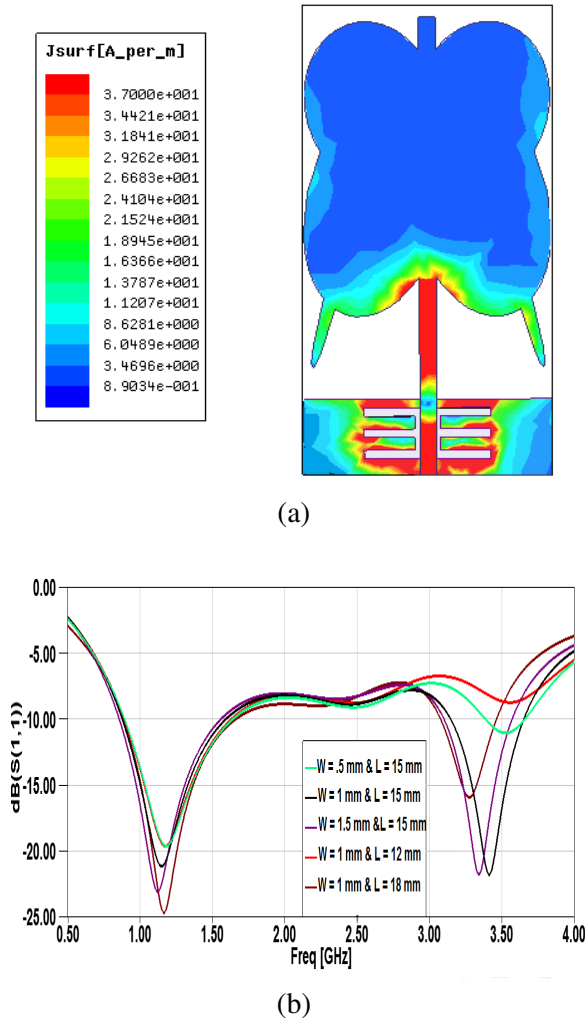 Jsurf[A_per_m]
3.7000e+001
3.4421e+001
3.1841e+001
2.9262e+001
2.6683e+001
2.4104e+001
2.1524e+001
1.8945e+001
1.6366e+001
1.3787e+001
1.1207e+001
8.6281e+000
6.0489e+000
3.4696e+000
8.9034e-001
(a)
0.00
-5.00
-10.00
-15.00
-20.00
-25.00
dB(S(1,1))
W = .5 mm & L = 15 mm
W = 1 mm & L = 15 mm
W = 1.5 mm &L = 15 mm
W = 1 mm & L = 12 mm
W = 1 mm & L = 18 mm
0.50 1.00 1.50 2.00 2.50 3.00 3.50 4.00
Freq [GHz]
(b)